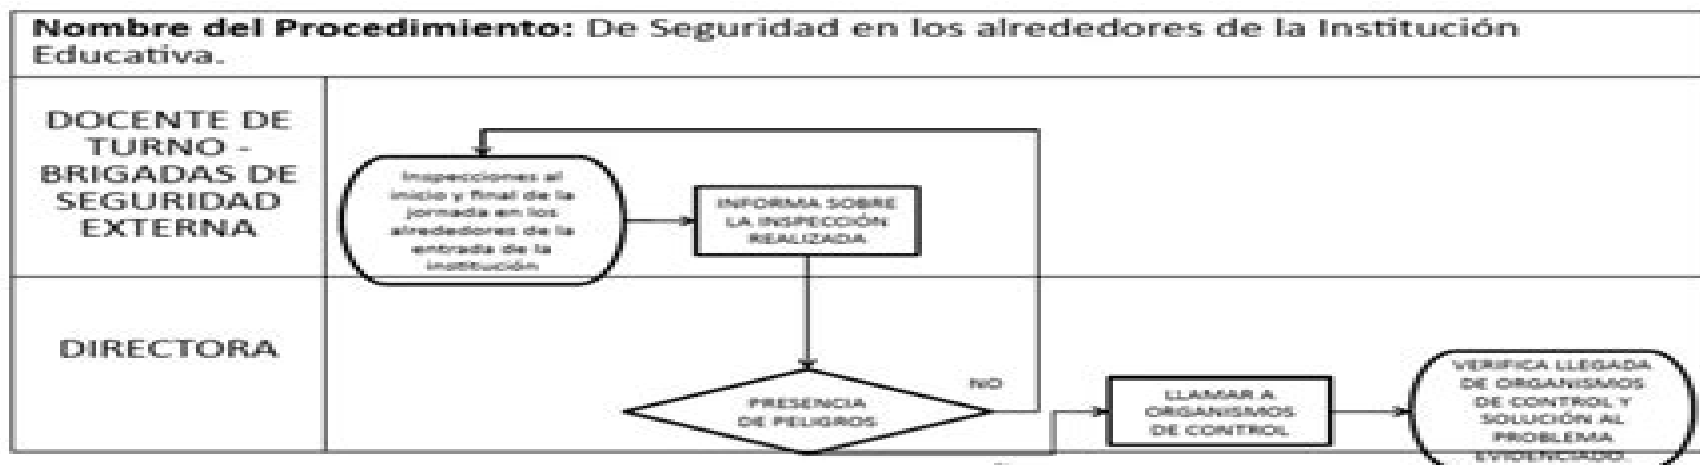 Nombre del Procedimiento: De Seguridad en los alrededores de la Institución
Educativa.
DOCENTE DE
TURNO -
BRIGADAS DE
SEGURIDAD
EXTERNA
Inspecciones al
inicio y final de la
jornada en los
alrededores de la
entrada de la
institución
INFORMA SOBRE
LA INSPECCIÓN
REALIZADA
DIRECTORA
PRESENCIA
DE PELIGROS
NO
LLAMAR A
ORGANISMOS
DE CONTROL
VERIFICA LLEGADA
DE ORGANISMOS
DE CONTROL Y
SOLUCIÓN AL
PROBLEMA
EVIDENCIADO.